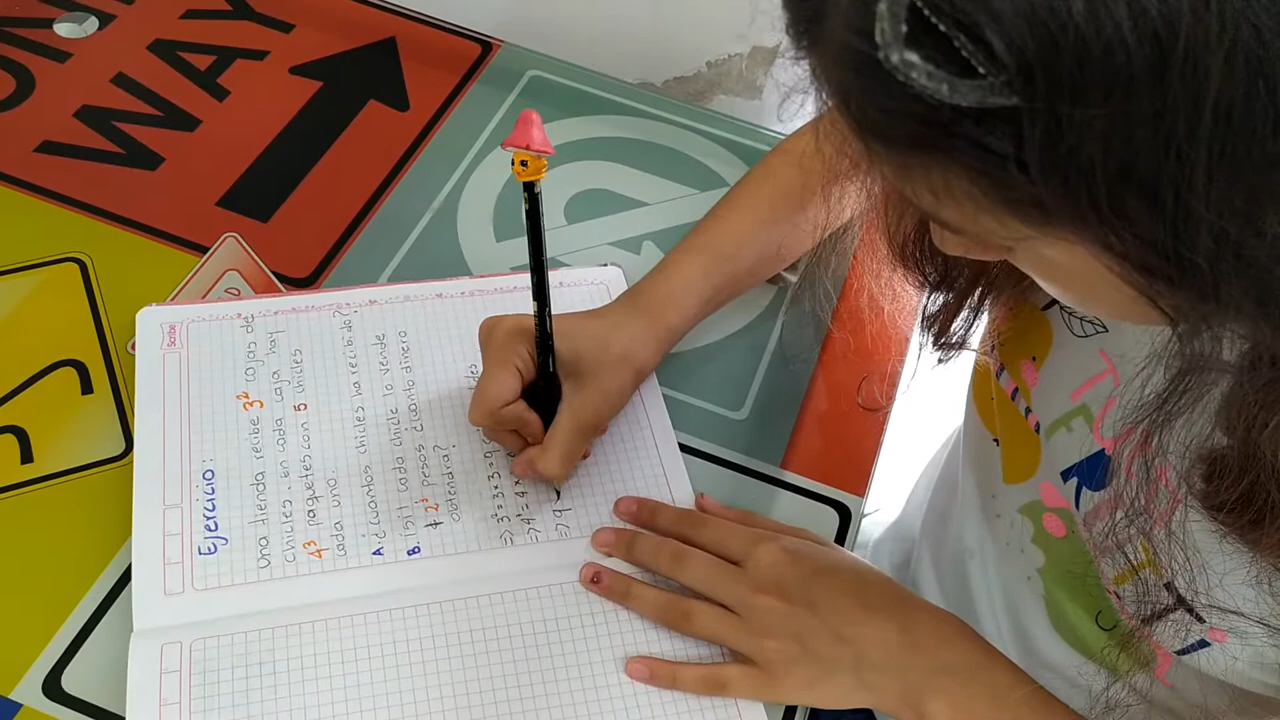 WAY
Scribe
Ejercicio:
Una tienda recibe 3² cajas de
chicles. En cada caja hay
4³ paquetes con 5 chicles
cada uno.
A. ¿cuantos chicles ha recibido?
B. ¡si! cada chicle lo vende
$ 2³ pesos ¿cuanto dinero
obtendra?
=> 3² = 3 x 3 = 9
=> 4³ = 4 x
=> 9